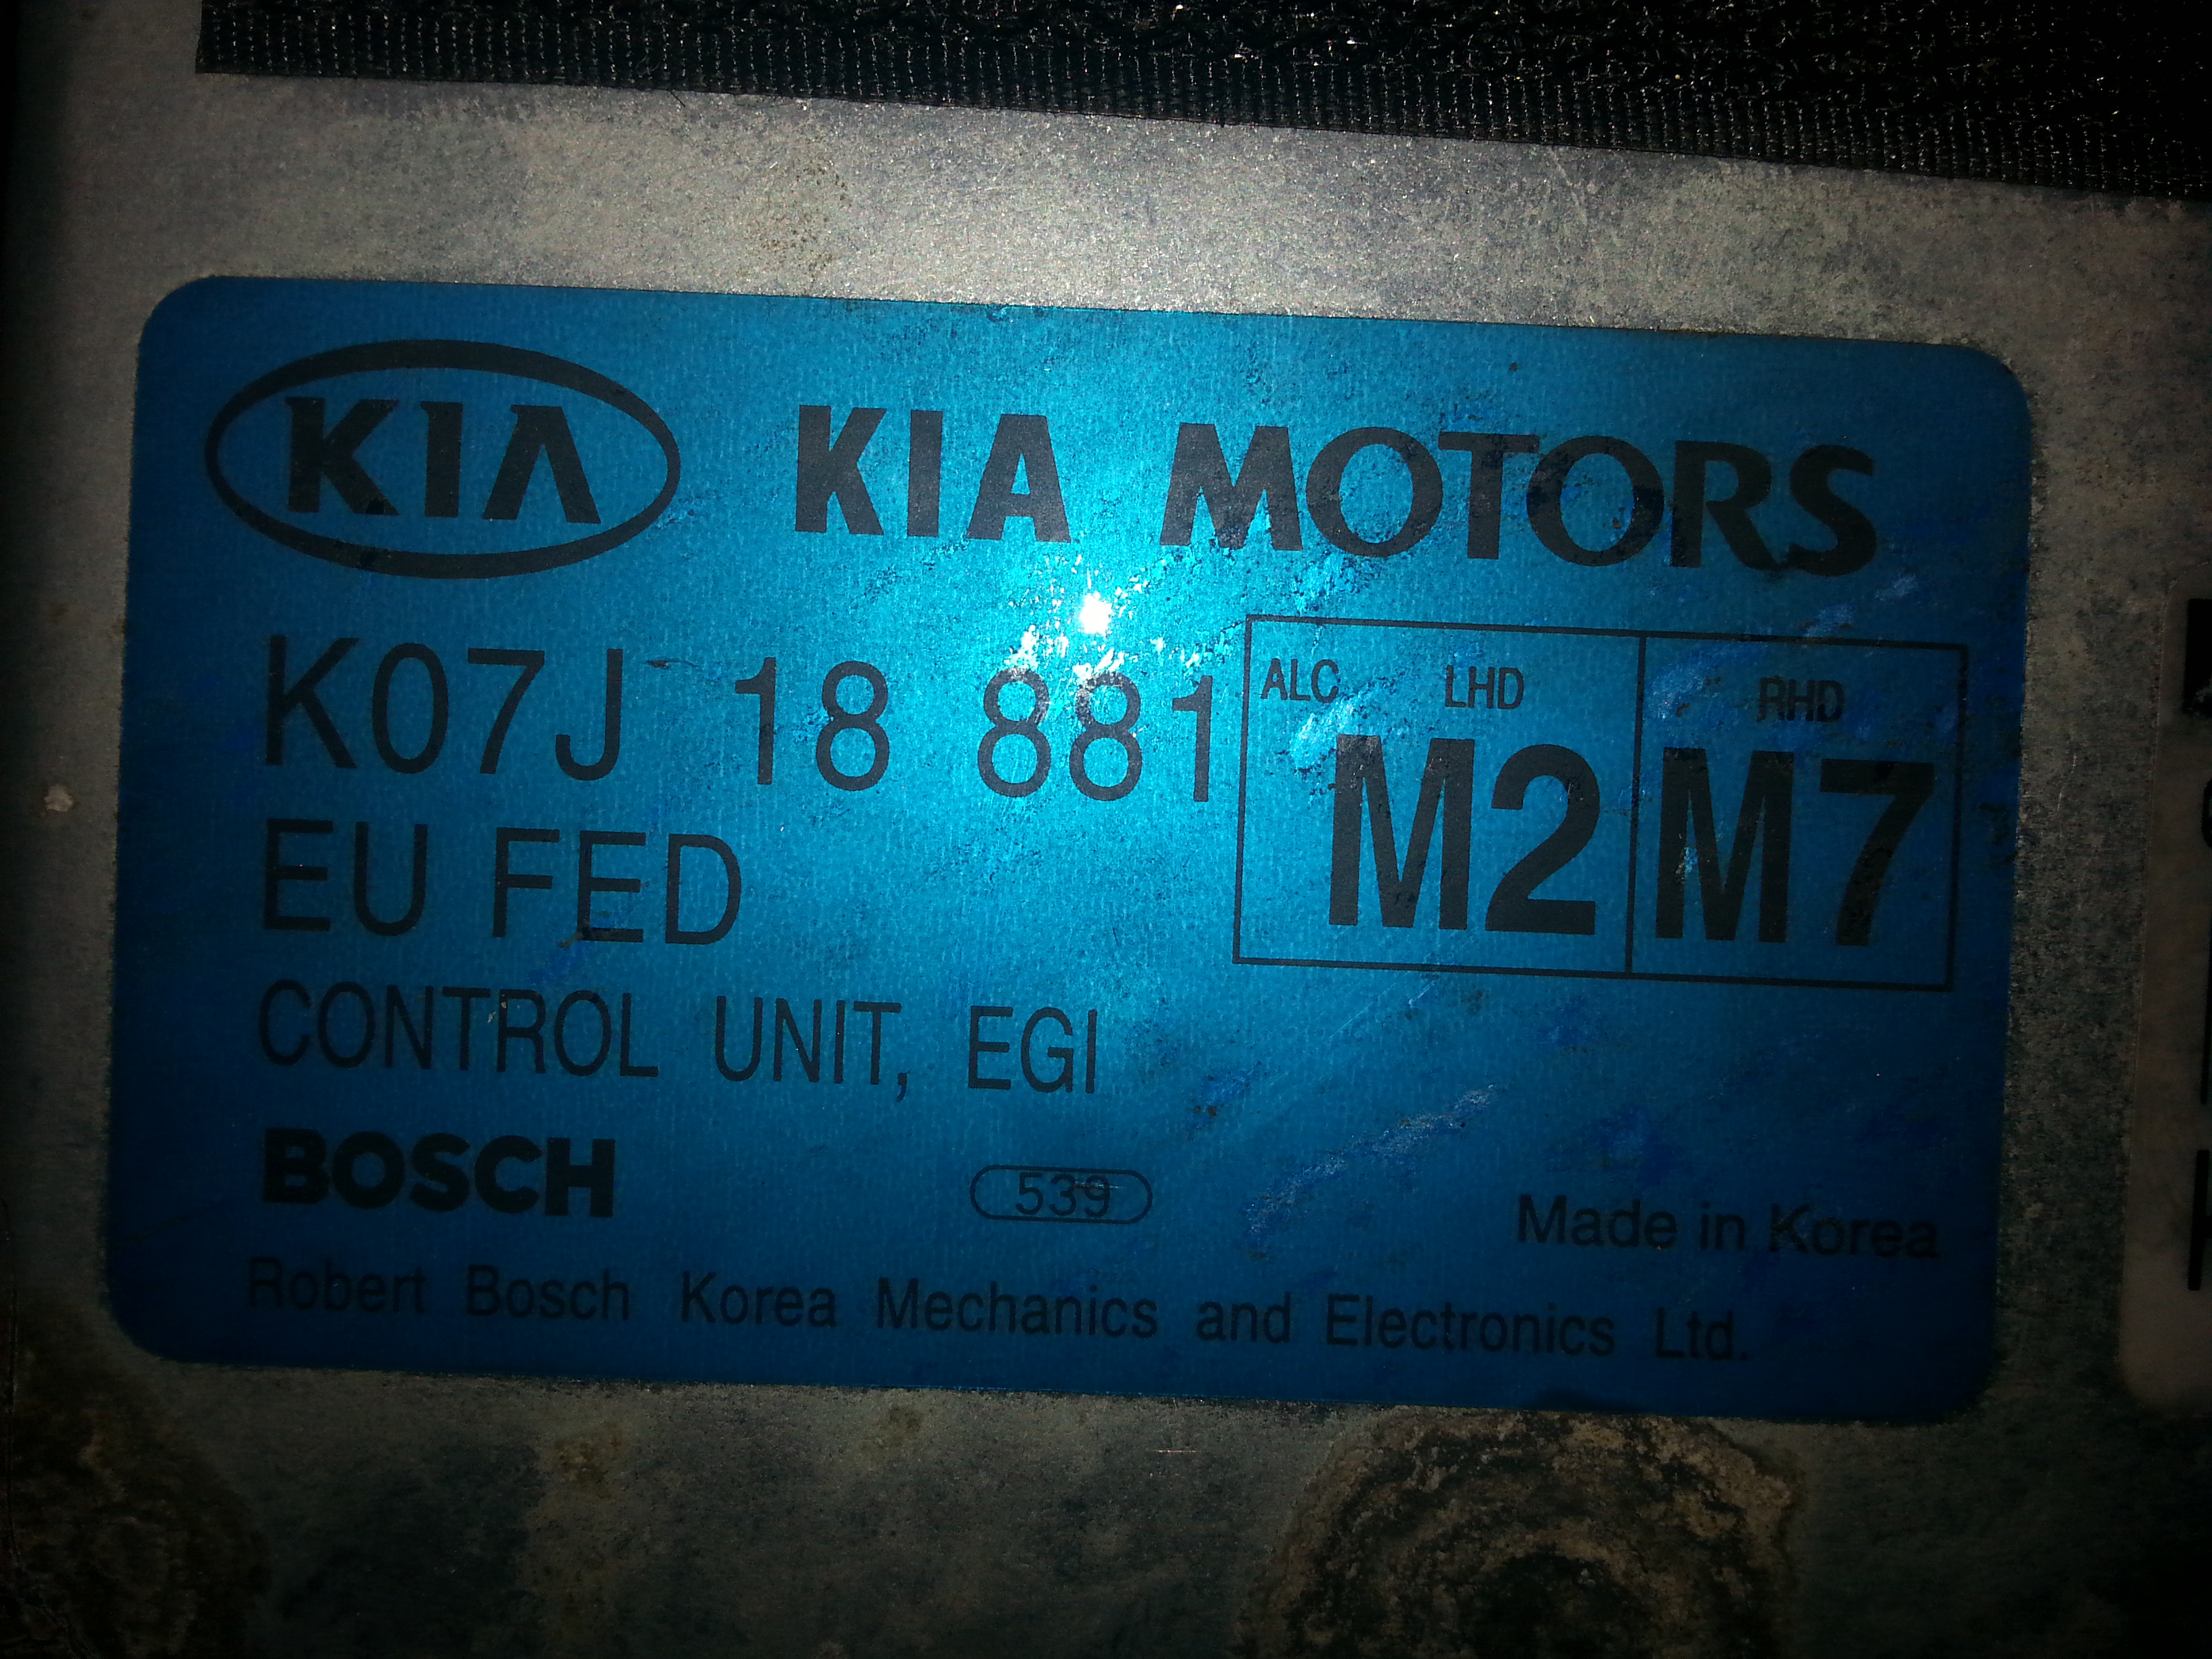 KIA KIA MOTORS
K07J 18 881
ALC LHD RHD
M2 M7
EU FED
CONTROL UNIT, EGI
BOSCH 539 Made in Korea
Robert Bosch Korea Mechanics and Electronics Ltd.